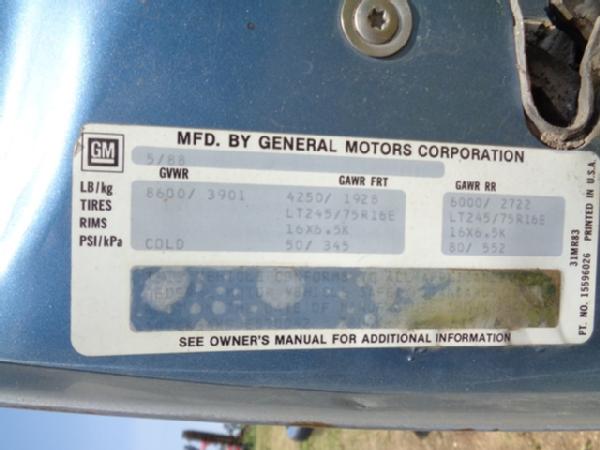 GM
MFD. BY GENERAL MOTORS CORPORATION
5/88
GVWR GAWR FRT GAWR RR
LB/kg 8600/ 3901 4250/ 1928 6000/ 2722
TIRES LT245/75R16E LT245/75R16E
RIMS 16X6.5K 16X6.5K
PSI/kPa COLD 50/ 345 80/ 552
SEE OWNER'S MANUAL FOR ADDITIONAL INFORMATION
31MR83
PT. NO. 15596026 PRINTED IN U.S.A.